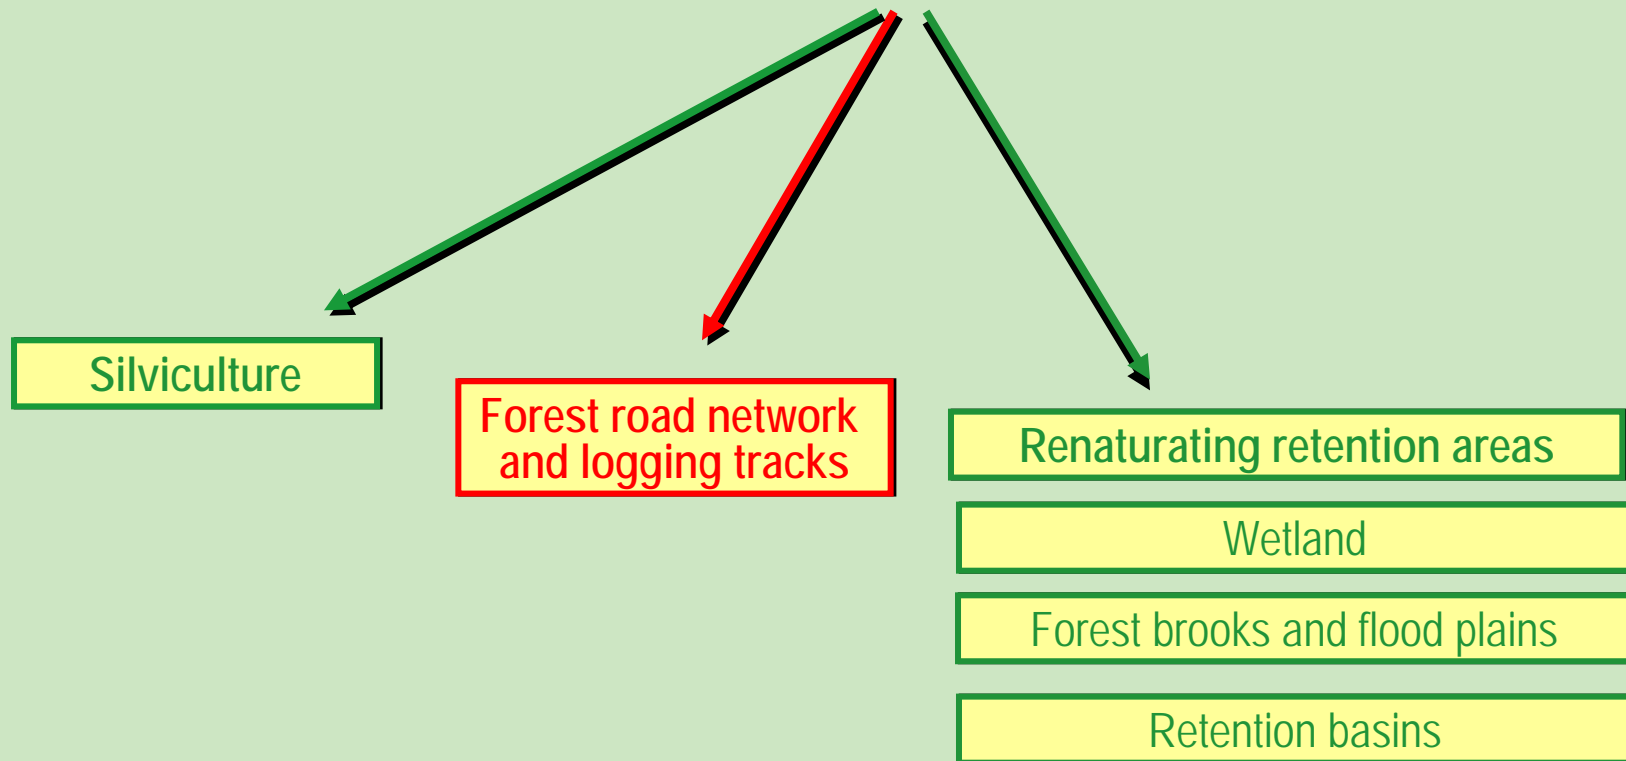 Silviculture
Forest road network
and logging tracks
Renaturating retention areas
Wetland
Forest brooks and flood plains
Retention basins